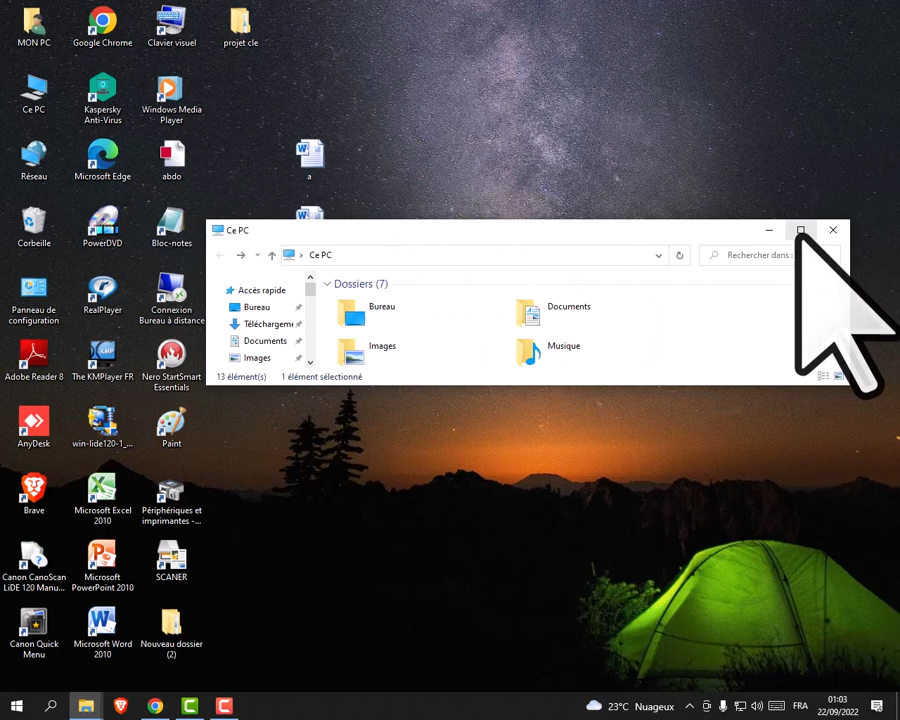 MON PC
Google Chrome
Clavier visuel
projet cle
Ce PC
Kaspersky
Anti-Virus
Windows Media
Player
Réseau
Microsoft Edge
abdo
a
Corbeille
PowerDVD
Bloc-notes
Panneau de
configuration
RealPlayer
Connexion
Bureau à distance
Adobe Reader 8
The KMPlayer FR
Nero StartSmart
Essentials
AnyDesk
win-lide120-1_...
Paint
Brave
Microsoft Excel
2010
Périphériques et
imprimantes -...
Canon CanoScan
LiDE 120 Manu...
Microsoft
PowerPoint 2010
SCANER
Canon Quick
Menu
Microsoft Word
2010
Nouveau dossier
(2)
Ce PC
Ce PC
Rechercher dans :
Accès rapide
Bureau
Téléchargeme
Documents
Images
Dossiers (7)
Bureau
Documents
Images
Musique
13 élément(s)
1 élément sélectionné
23°C Nuageux
FRA
01:03
22/09/2022